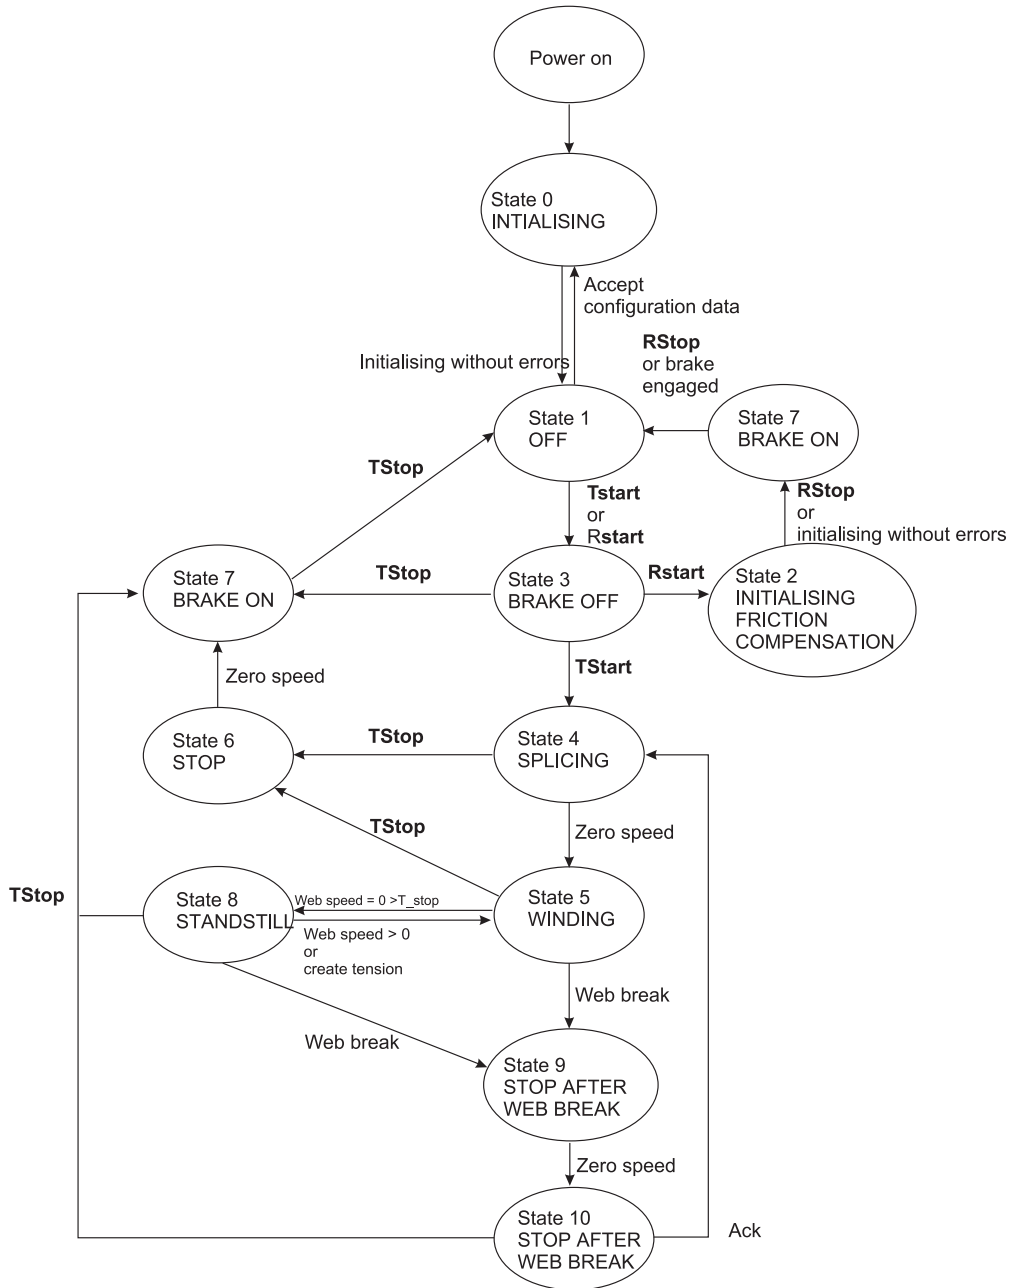 Power on
State 0
INTIALISING
Accept
configuration data
Initialising without errors
RStop
or brake
engaged
State 1
OFF
State 7
BRAKE ON
TStop
Tstart
or
Rstart
RStop
or
initialising without errors
State 7
BRAKE ON
TStop
State 3
BRAKE OFF
Rstart
State 2
INITIALISING
FRICTION
COMPENSATION
Zero speed
TStart
State 6
STOP
TStop
State 4
SPLICING
TStop
Zero speed
TStop
State 8
STANDSTILL
Web speed = 0 >T_stop
Web speed > 0
or
create tension
State 5
WINDING
Web break
Web break
State 9
STOP AFTER
WEB BREAK
Zero speed
State 10
STOP AFTER
WEB BREAK
Ack